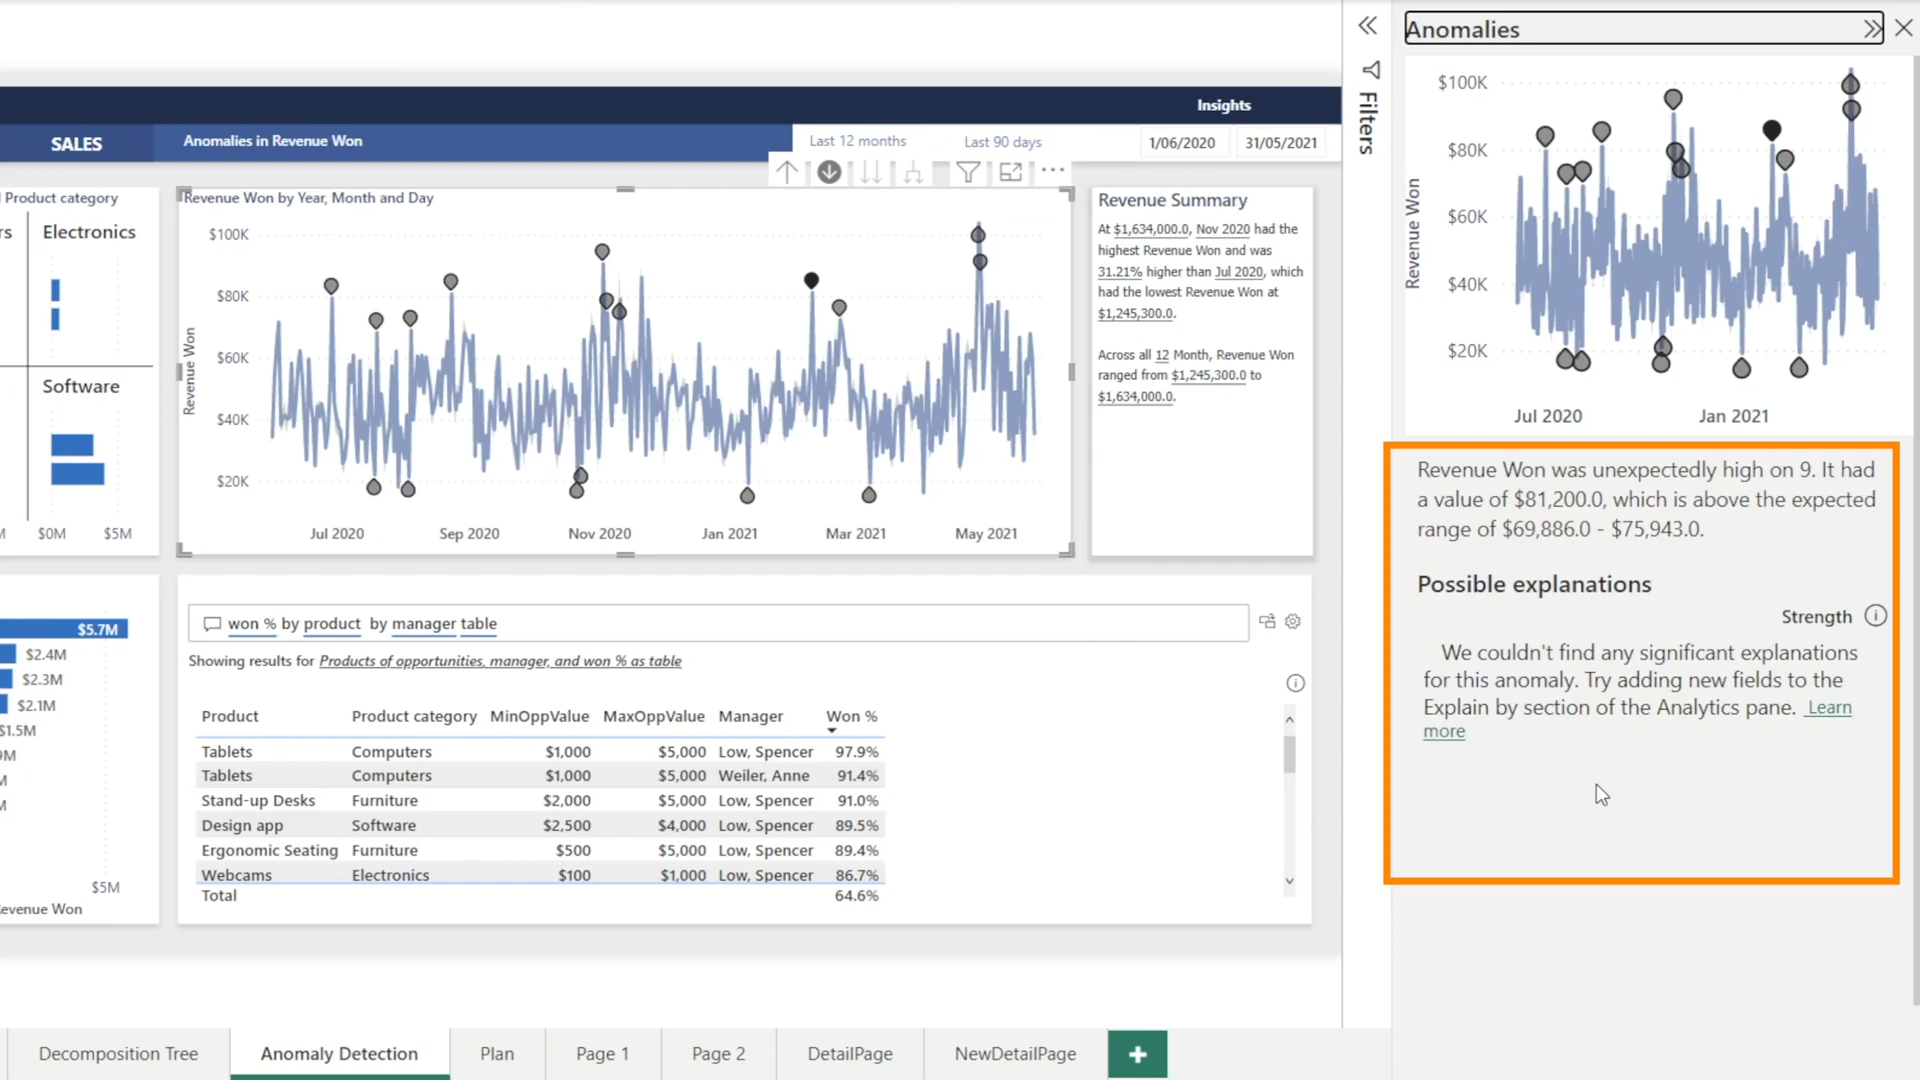 Anomalies
Insights
SALES
Anomalies in Revenue Won
Last 12 months
Last 90 days
1/06/2020
31/05/2021
Filters
Product category
rs
Electronics
Software
$0M
$5M
Revenue Won by Year, Month and Day
Revenue Won
$100K
$80K
$60K
$40K
$20K
Jul 2020
Sep 2020
Nov 2020
Jan 2021
Mar 2021
May 2021
Revenue Summary
At $1,634,000.0, Nov 2020 had the
highest Revenue Won and was
31.21% higher than Jul 2020, which
had the lowest Revenue Won at
$1,245,300.0.
Across all 12 Month, Revenue Won
ranged from $1,245,300.0 to
$1,634,000.0.
$100K
$80K
$60K
$40K
$20K
Revenue Won
Jul 2020
Jan 2021
Revenue Won was unexpectedly high on 9. It had
a value of $81,200.0, which is above the expected
range of $69,886.0 - $75,943.0.
Possible explanations
Strength
We couldn't find any significant explanations
for this anomaly. Try adding new fields to the
Explain by section of the Analytics pane. Learn
more
$5.7M
$2.4M
$2.3M
$2.1M
$1.5M
9M
M
M
$5M
evenue Won
won % by product by manager table
Showing results for Products of opportunities, manager, and won % as table
Product Product category MinOppValue MaxOppValue Manager Won %
Tablets Computers $1,000 $5,000 Low, Spencer 97.9%
Tablets Computers $1,000 $5,000 Weiler, Anne 91.4%
Stand-up Desks Furniture $2,000 $5,000 Low, Spencer 91.0%
Design app Software $2,500 $4,000 Low, Spencer 89.5%
Ergonomic Seating Furniture $500 $5,000 Low, Spencer 89.4%
Webcams Electronics $100 $1,000 Low, Spencer 86.7%
Total 64.6%
Decomposition Tree
Anomaly Detection
Plan
Page 1
Page 2
DetailPage
NewDetailPage